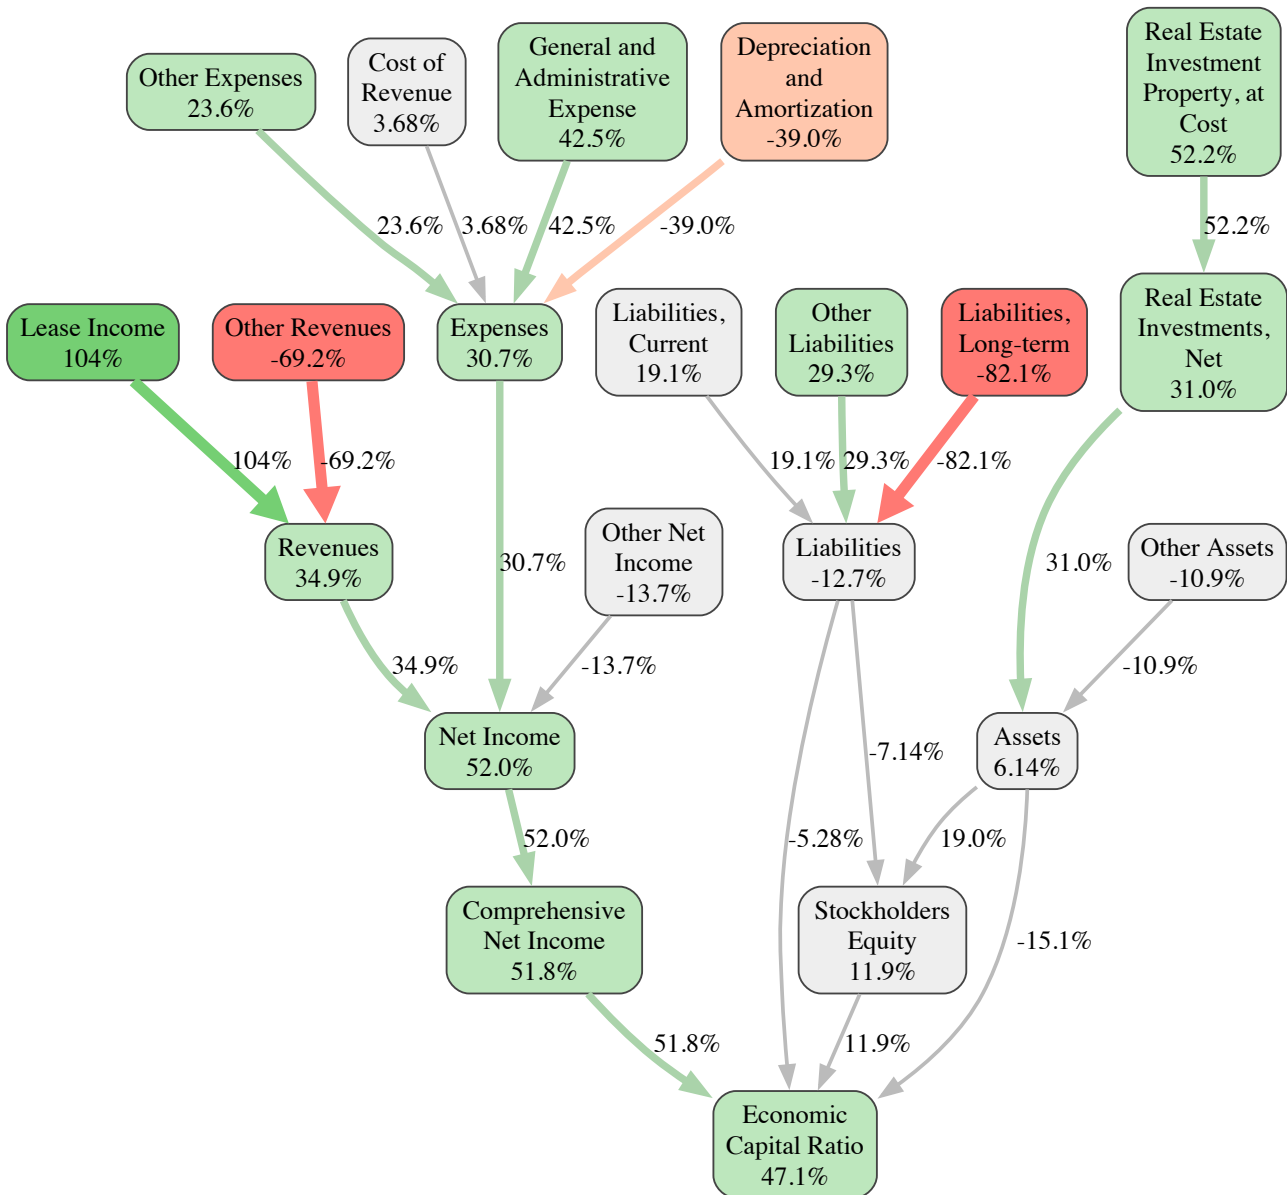 Other Expenses
23.6%
Cost of
Revenue
3.68%
General and
Administrative
Expense
42.5%
Depreciation
and
Amortization
-39.0%
Real Estate
Investment
Property, at
Cost
52.2%
23.6%
3.68%
42.5%
-39.0%
52.2%
Lease Income
104%
Other Revenues
-69.2%
Expenses
30.7%
Liabilities,
Current
19.1%
Other
Liabilities
29.3%
Liabilities,
Long-term
-82.1%
Real Estate
Investments,
Net
31.0%
104%
-69.2%
19.1%
29.3%
-82.1%
Revenues
34.9%
30.7%
Other Net
Income
-13.7%
Liabilities
-12.7%
31.0%
Other Assets
-10.9%
34.9%
-13.7%
-10.9%
Net Income
52.0%
-7.14%
Assets
6.14%
52.0%
-5.28%
19.0%
Comprehensive
Net Income
51.8%
Stockholders
Equity
11.9%
-15.1%
51.8%
11.9%
Economic
Capital Ratio
47.1%